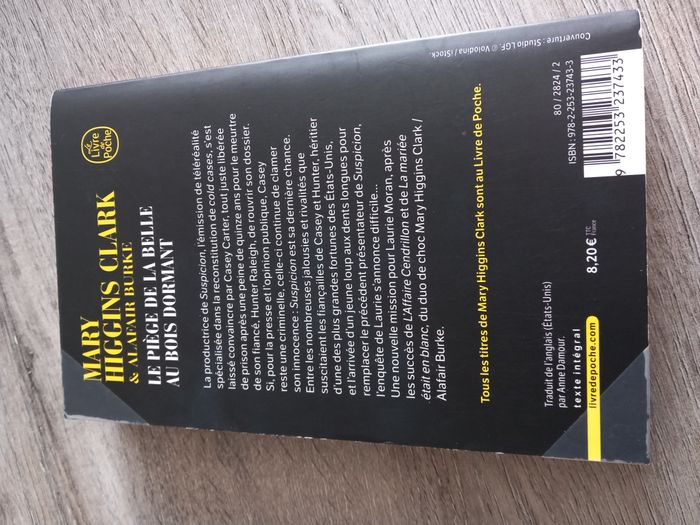 Le
Livre
de
Poche
MARY
HIGGINS CLARK
& ALAFAIR BURKE
LE PIÈGE DE LA BELLE
AU BOIS DORMANT
La productrice de Suspicion, l'émission de téléréalité
spécialisée dans la reconstitution de cold cases, s'est
laissé convaincre par Casey Carter, tout juste libérée
de prison après une peine de quinze ans pour le meurtre
de son fiancé, Hunter Raleigh, de rouvrir son dossier.
Si, pour la presse et l'opinion publique, Casey
reste une criminelle, celle-ci continue de clamer
son innocence : Suspicion est sa dernière chance.
Entre les nombreuses jalousies et rivalités que
suscitaient les fiançailles de Casey et Hunter, héritier
d'une des plus grandes fortunes des États-Unis,
et l'arrivée d'un jeune loup aux dents longues pour
remplacer le précédent présentateur de Suspicion,
l'enquête de Laurie s'annonce difficile...
Une nouvelle mission pour Laurie Moran, après
les succès de L'Affaire Cendrillon et de La mariée
était en blanc, du duo de choc Mary Higgins Clark /
Alafair Burke.
Tous les titres de Mary Higgins Clark sont au Livre de Poche.
Traduit de l'anglais (États-Unis)
par Anne Damour.
texte intégral
livredepoche.com
8,20 € TTC
France
Couverture : Studio LGF. © Volodina / iStock.
80 / 2824 / 2
ISBN : 978-2-253-23743-3
9 782253 237433